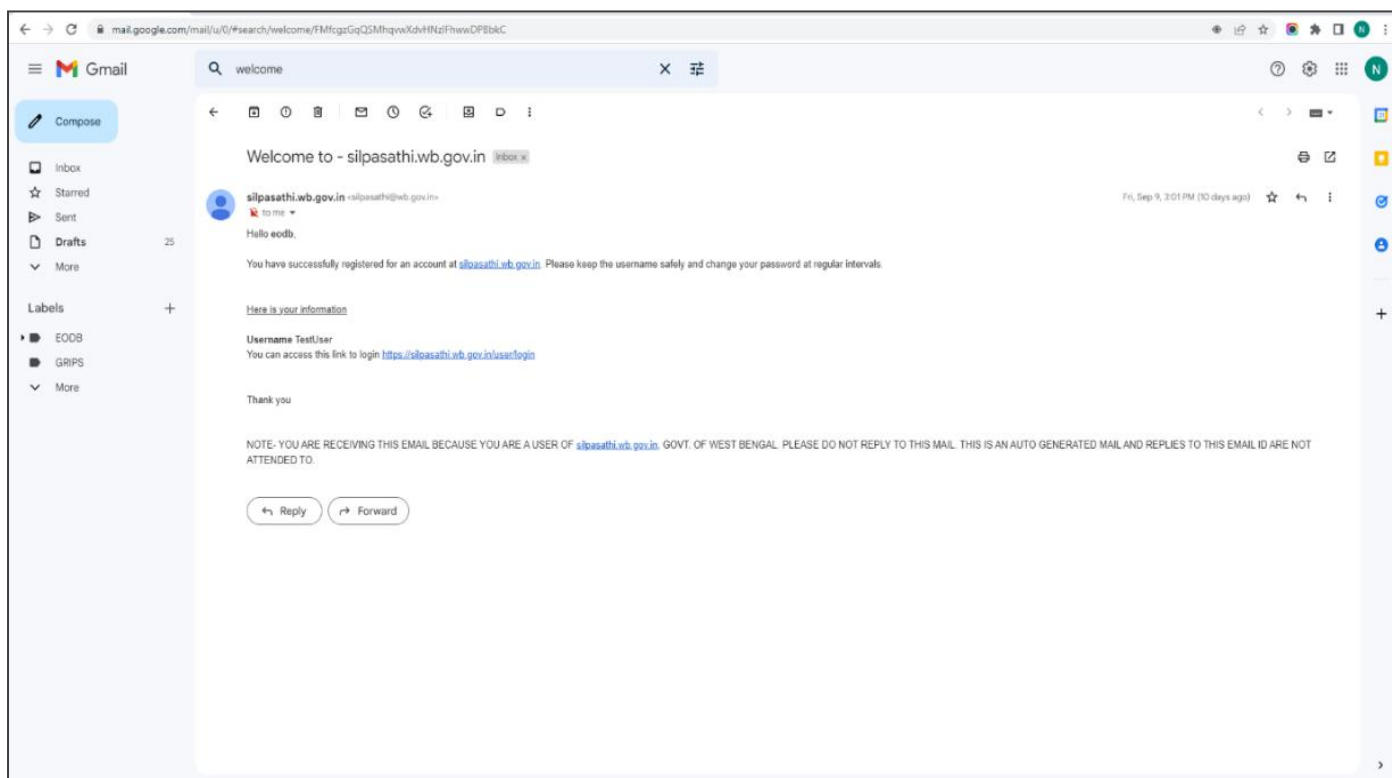 mail.google.com/mail/u/0/#search/welcome/FMfcgzGqQSMhqvwXdvHNziFhwwDPBbkC
N
Gmail
welcome
N
Compose
Inbox
Starred
Sent
Drafts 25
More
Labels
EODB
GRIPS
More
Welcome to - silpasathi.wb.gov.in Inbox x
silpasathi.wb.gov.in <silpasathi@wb.gov.in> Fri, Sep 9, 3:01 PM (10 days ago)
to me
Hello eodb,
You have successfully registered for an account at silpasathi.wb.gov.in. Please keep the username safely and change your password at regular intervals.
Here is your information
Username TestUser
You can access this link to login https://silpasathi.wb.gov.in/user/login
Thank you
NOTE- YOU ARE RECEIVING THIS EMAIL BECAUSE YOU ARE A USER OF silpasathi.wb.gov.in, GOVT. OF WEST BENGAL. PLEASE DO NOT REPLY TO THIS MAIL. THIS IS AN AUTO GENERATED MAIL AND REPLIES TO THIS EMAIL ID ARE NOT
ATTENDED TO.
Reply Forward